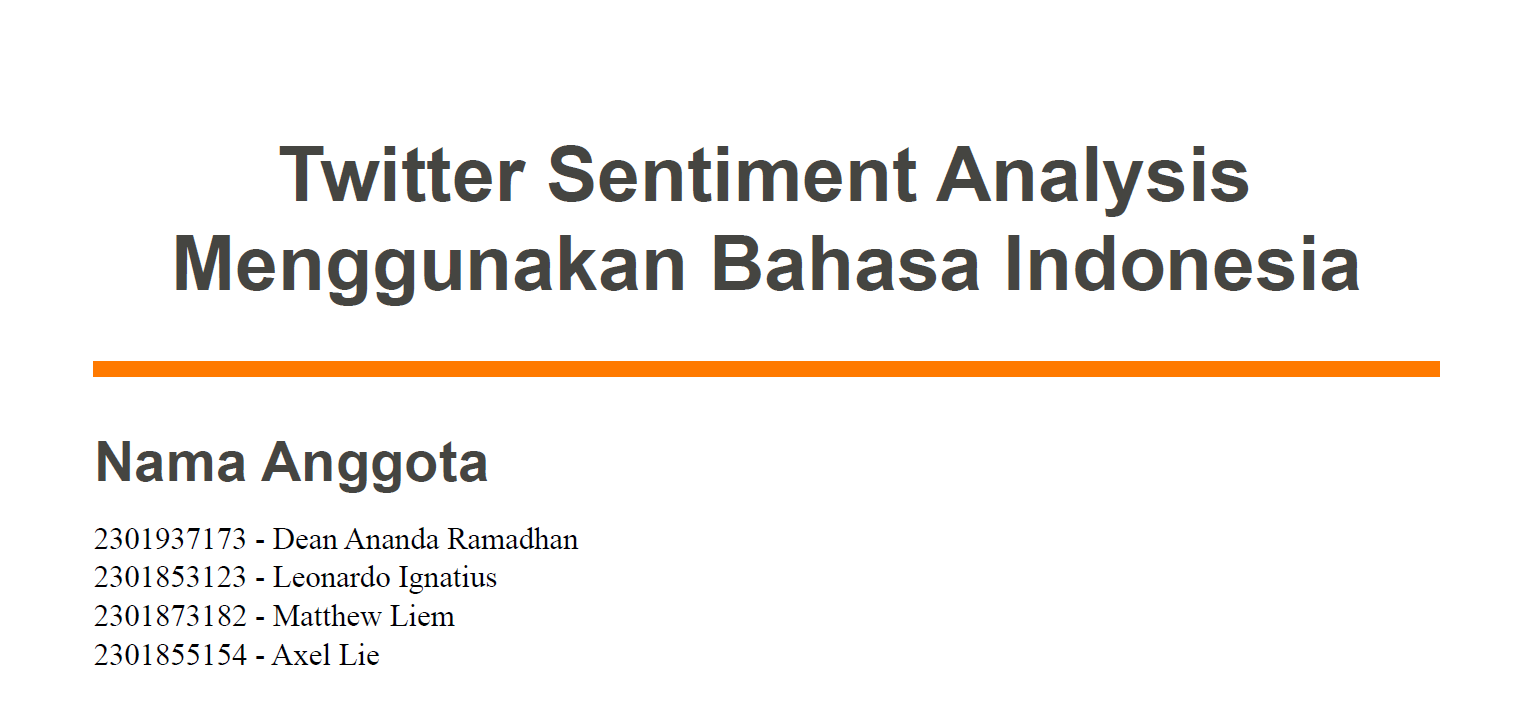 Twitter Sentiment Analysis
Menggunakan Bahasa Indonesia
Nama Anggota
2301937173 - Dean Ananda Ramadhan
2301853123 - Leonardo Ignatius
2301873182 - Matthew Liem
2301855154 - Axel Lie